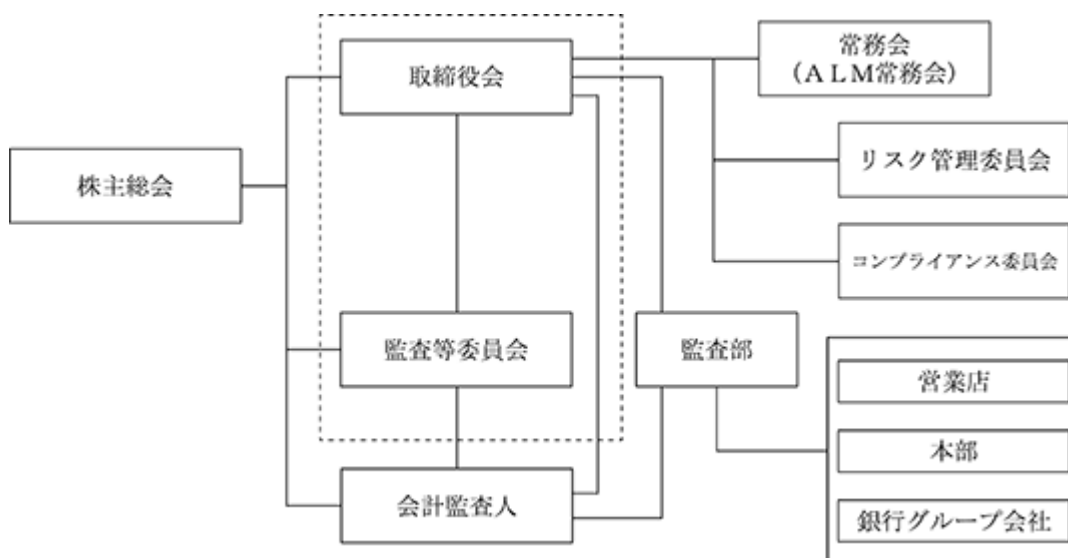 常務会
(ＡＬＭ常務会)
取締役会
リスク管理委員会
株主総会
コンプライアンス委員会
監査等委員会
監査部
営業店
本部
会計監査人
銀行グループ会社